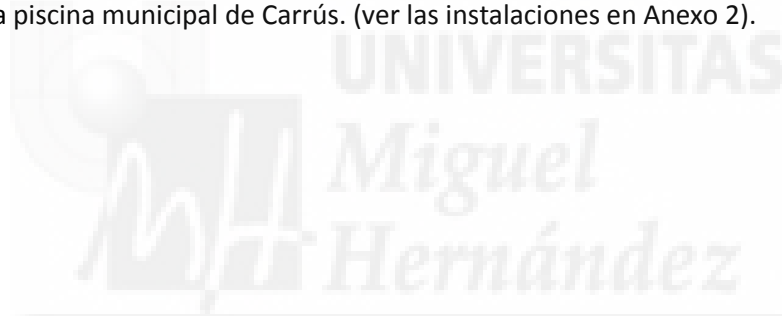 a piscina municipal de Carrús. (ver las instalaciones en Anexo 2).
UNIVERSITAS
Miguel
Hernández